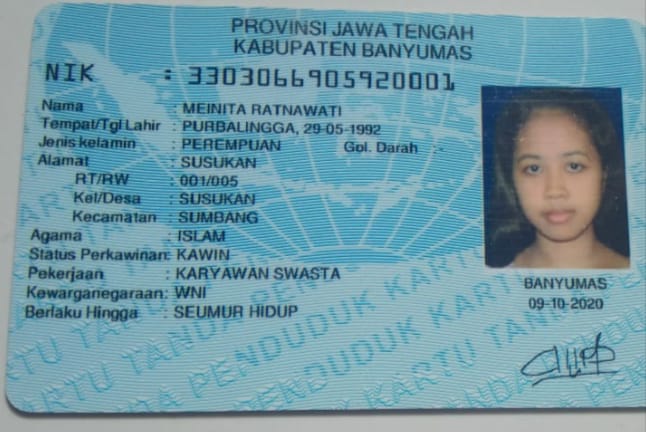 PROVINSI JAWA TENGAH
KABUPATEN BANYUMAS
NIK : 3303066905920001
Nama : MEINITA RATNAWATI
Tempat/Tgl Lahir : PURBALINGGA, 29-05-1992
Jenis kelamin : PEREMPUAN Gol. Darah :-
Alamat : SUSUKAN
RT/RW : 001/005
Kel/Desa : SUSUKAN
Kecamatan : SUMBANG
Agama : ISLAM
Status Perkawinan: KAWIN
Pekerjaan : KARYAWAN SWASTA
Kewarganegaraan: WNI
Berlaku Hingga : SEUMUR HIDUP
BANYUMAS
09-10-2020
KARTU TANDA PENDUDUK KARTU TANDA PENDUDUK